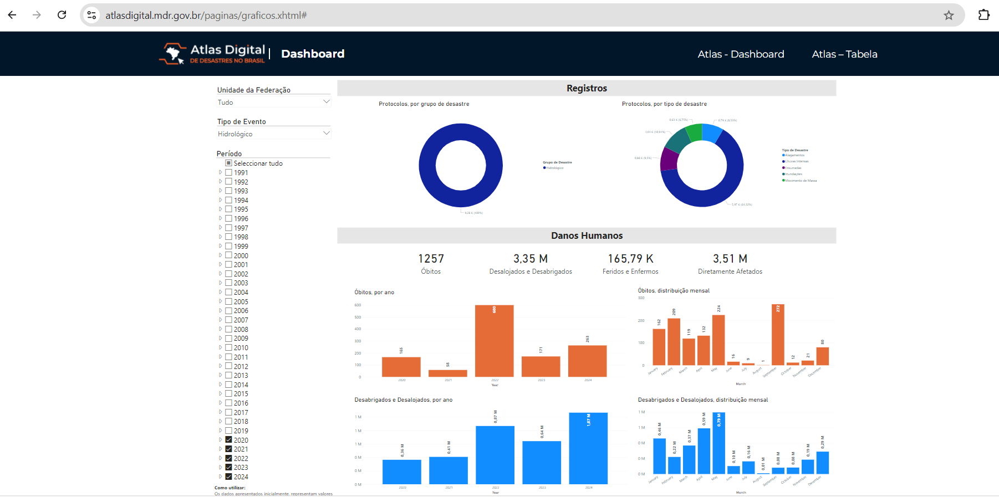 atlasdigital.mdr.gov.br/paginas/graficos.xhtml#
Atlas Digital
DE DESASTRES NO BRASIL
| Dashboard
Atlas - Dashboard
Atlas – Tabela
Unidade da Federação
Tudo
Tipo de Evento
Hidrológico
Período
Seleccionar tudo
1991
1992
1993
1994
1995
1996
1997
1998
1999
2000
2001
2002
2003
2004
2005
2006
2007
2008
2009
2010
2011
2012
2013
2014
2015
2016
2017
2018
2019
2020
2021
2022
2023
2024
Como utilizar:
Os dados apresentados inicialmente, representam valores
Registros
Protocolos, por grupo de desastre
9,28 K (100%)
Grupo de Desastre
Hidrológico
Protocolos, por tipo de desastre
0,63 K (6,75%)
0,79 K (8,53%)
1,01 K (10,91%)
0,88 K (9,5%)
5,97 K (64,32%)
Tipo de Desastre
Alagamentos
Chuvas Intensas
Enxurradas
Inundações
Movimento de Massa
Danos Humanos
1257
Óbitos
3,35 M
Desalojados e Desabrigados
165,79 K
Feridos e Enfermos
3,51 M
Diretamente Afetados
Óbitos, por ano
600
500
400
300
200
100
0
165
58
600
171
263
2020
2021
2022
2023
2024
Year
Óbitos, distribuição mensal
300
200
100
0
162
209
119
132
224
16
9
1
272
12
21
80
January
February
March
April
May
June
July
August
September
October
November
December
Month
Desabrigados e Desalojados, por ano
1 M
1 M
1 M
0 M
0 M
0 M
0,36 M
0,41 M
0,87 M
0,64 M
1,07 M
2020
2021
2022
2023
2024
Year
Desabrigados e Desalojados, distribuição mensal
1 M
1 M
0 M
0 M
0 M
0,46 M
0,22 M
0,37 M
0,59 M
0,79 M
0,10 M
0,16 M
0,01 M
0,08 M
0,08 M
0,19 M
0,29 M
January
February
March
April
May
June
July
August
September
October
November
December
Month